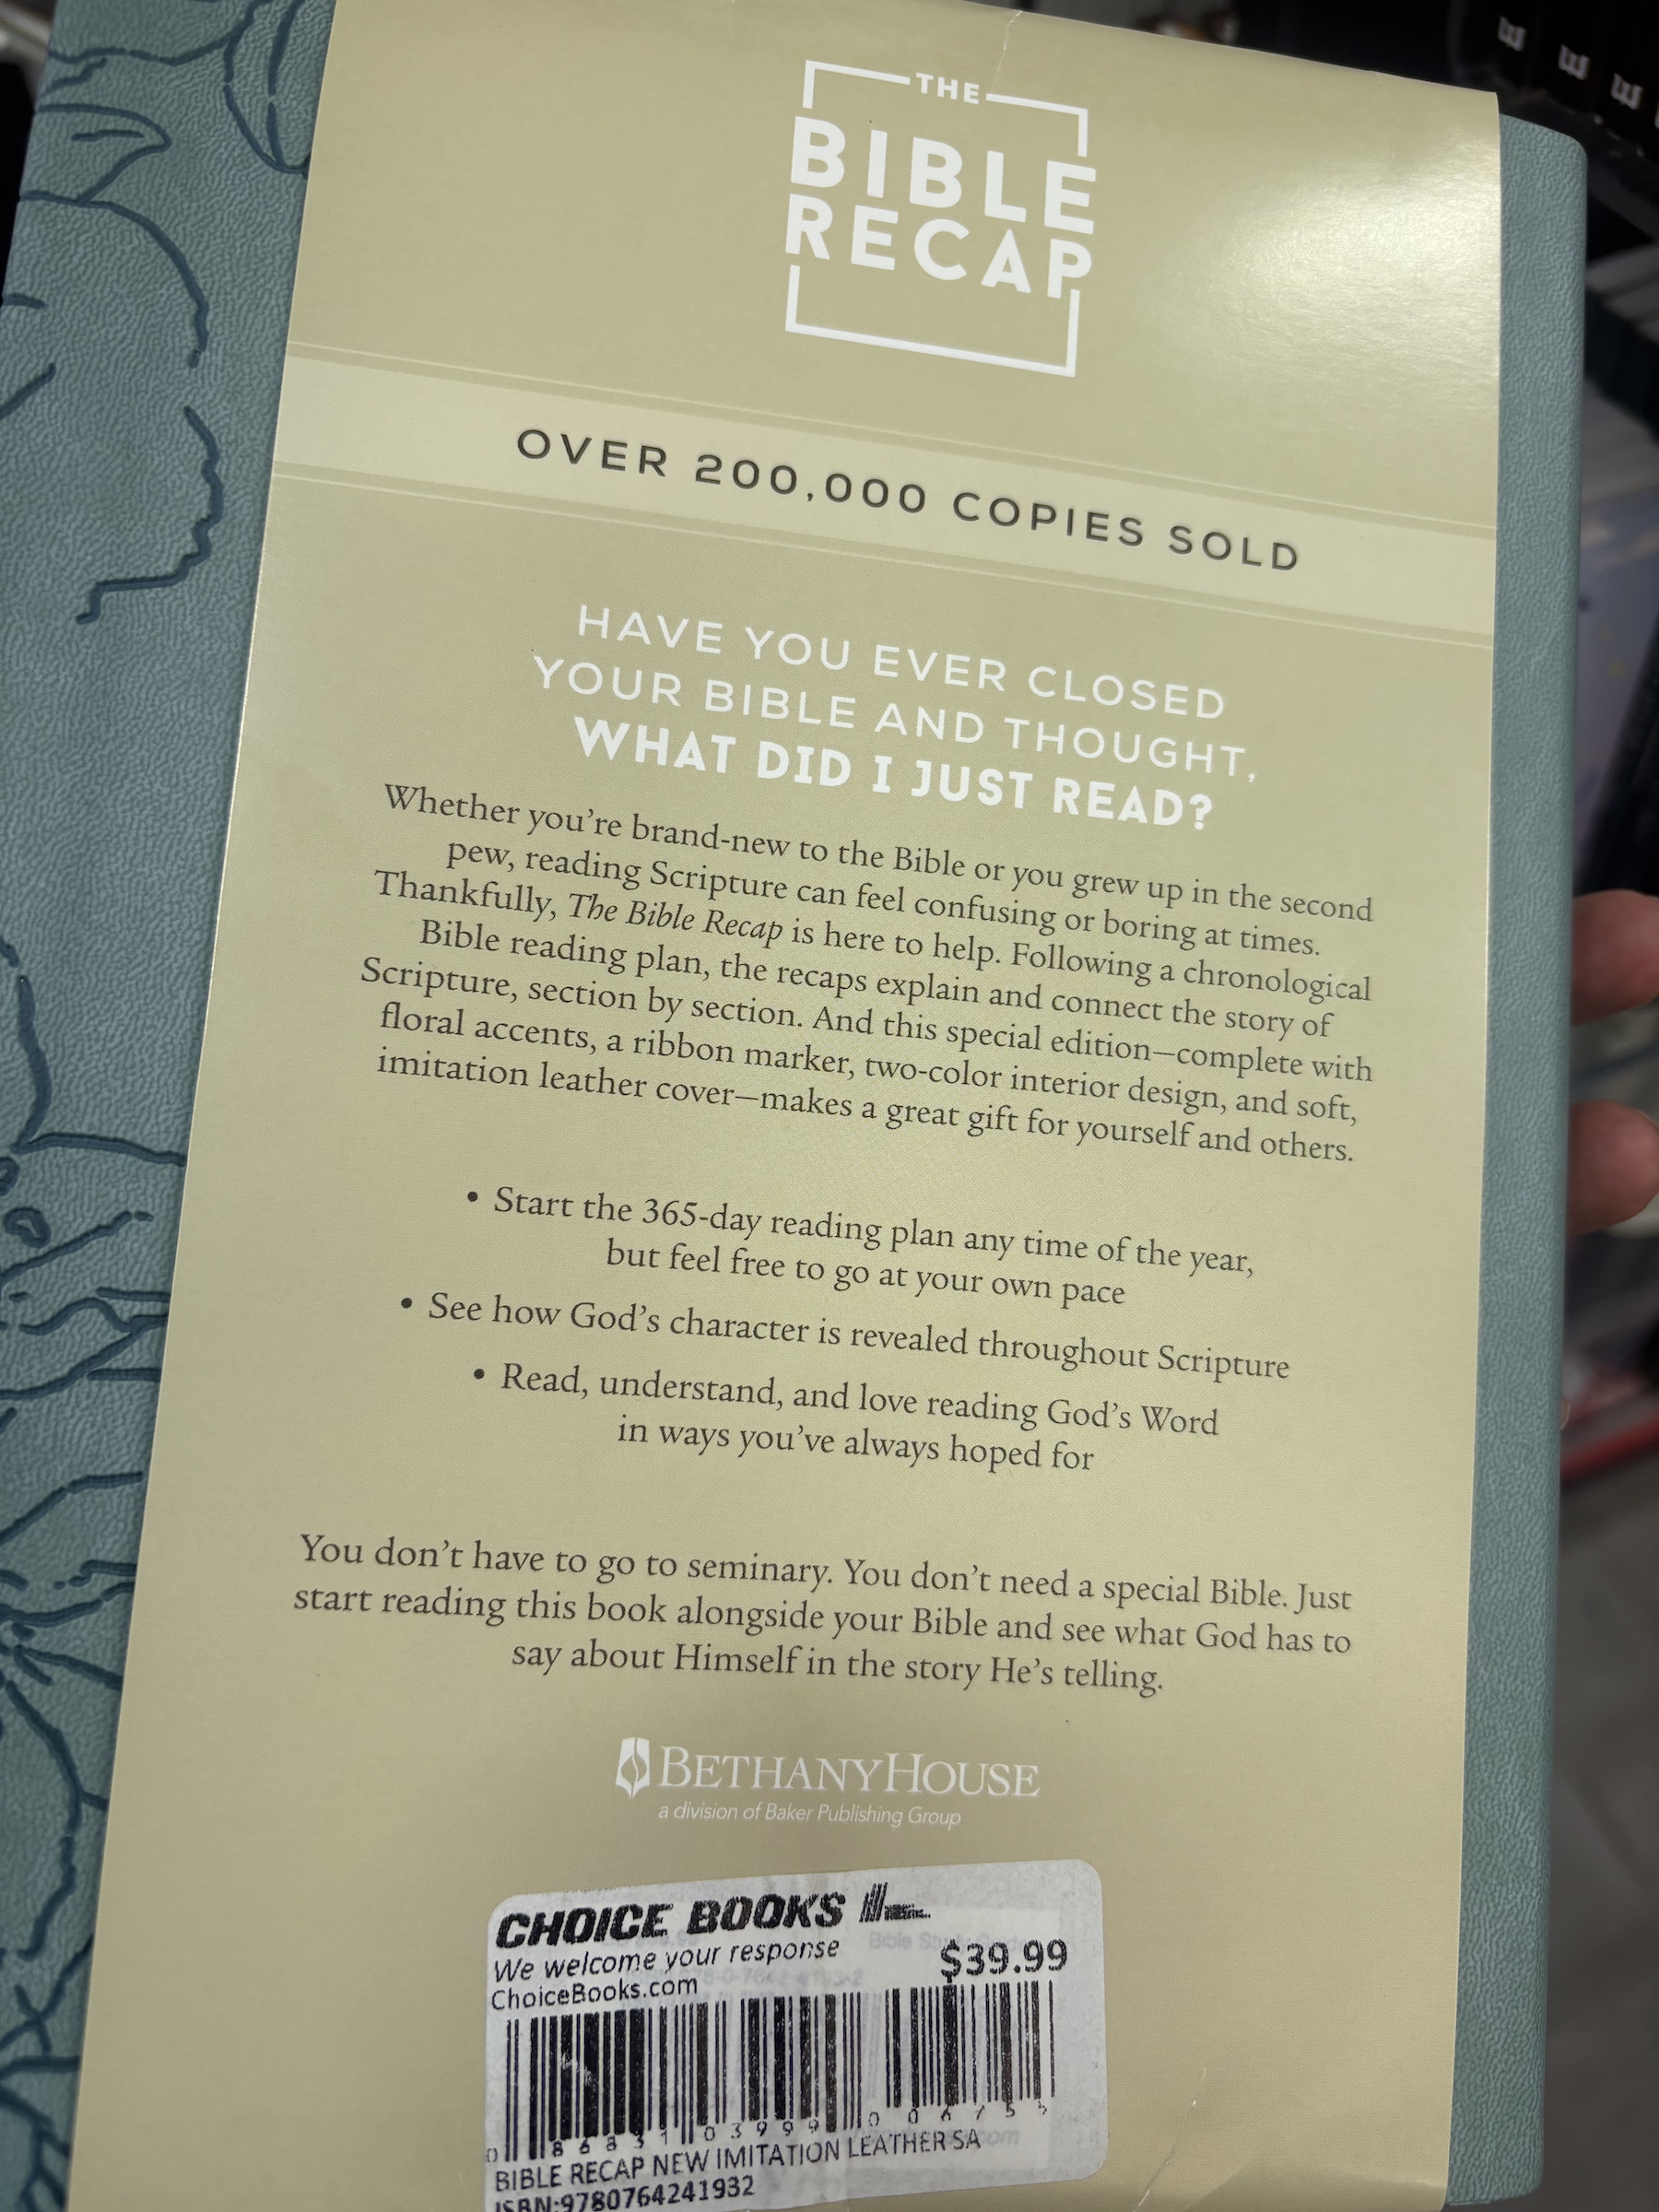 THE
BIBLE
RECAP
OVER 200,000 COPIES SOLD
HAVE YOU EVER CLOSED
YOUR BIBLE AND THOUGHT,
WHAT DID I JUST READ?
Whether you're brand-new to the Bible or you grew up in the second
pew, reading Scripture can feel confusing or boring at times.
Thankfully, The Bible Recap is here to help. Following a chronological
Bible reading plan, the recaps explain and connect the story of
Scripture, section by section. And this special edition—complete with
floral accents, a ribbon marker, two-color interior design, and soft,
imitation leather cover—makes a great gift for yourself and others.
• Start the 365-day reading plan any time of the year,
but feel free to go at your own pace
• See how God's character is revealed throughout Scripture
• Read, understand, and love reading God's Word
in ways you've always hoped for
You don't have to go to seminary. You don't need a special Bible. Just
start reading this book alongside your Bible and see what God has to
say about Himself in the story He's telling.
BETHANYHOUSE
a division of Baker Publishing Group
CHOICE BOOKS
We welcome your response
ChoiceBooks.com
$39.99
BIBLE RECAP NEW IMITATION LEATHER SA
ISBN:9780764241932